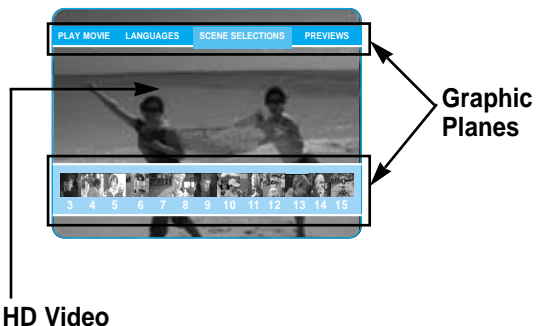 PLAY MOVIE LANGUAGES SCENE SELECTIONS PREVIEWS
Graphic
Planes
3 4 5 6 7 8 9 10 11 12 13 14 15
HD Video